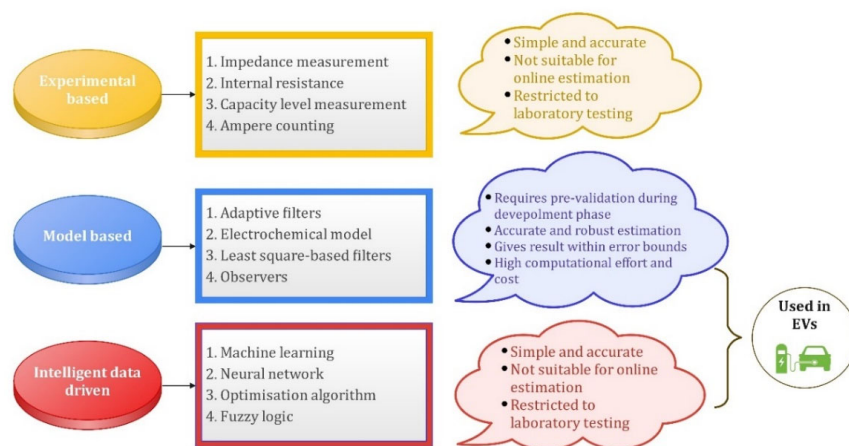 Experimental
based
1. Impedance measurement
2. Internal resistance
3. Capacity level measurement
4. Ampere counting
• Simple and accurate
• Not suitable for
online estimation
• Restricted to
laboratory testing
Model based
1. Adaptive filters
2. Electrochemical model
3. Least square-based filters
4. Observers
• Requires pre-validation during
devepolment phase
• Accurate and robust estimation
• Gives result within error bounds
• High computational effort and
cost
Used in
EVs
Intelligent data
driven
1. Machine learning
2. Neural network
3. Optimisation algorithm
4. Fuzzy logic
• Simple and accurate
• Not suitable for online
estimation
• Restricted to
laboratory testing